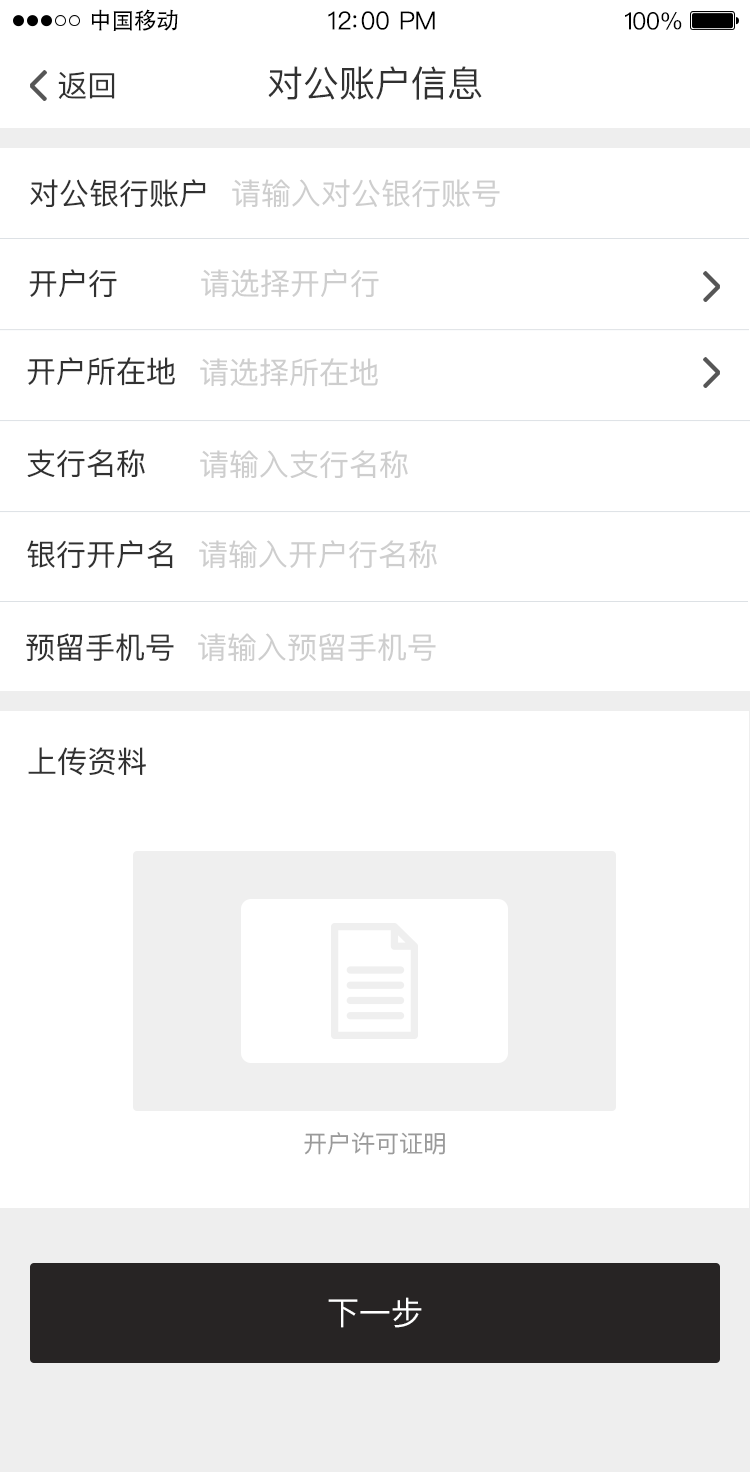 中国移动 12:00 PM 100%
返回 对公账户信息
对公银行账户 请输入对公银行账号
开户行 请选择开户行
开户所在地 请选择所在地
支行名称 请输入支行名称
银行开户名 请输入开户行名称
预留手机号 请输入预留手机号
上传资料
开户许可证明
下一步